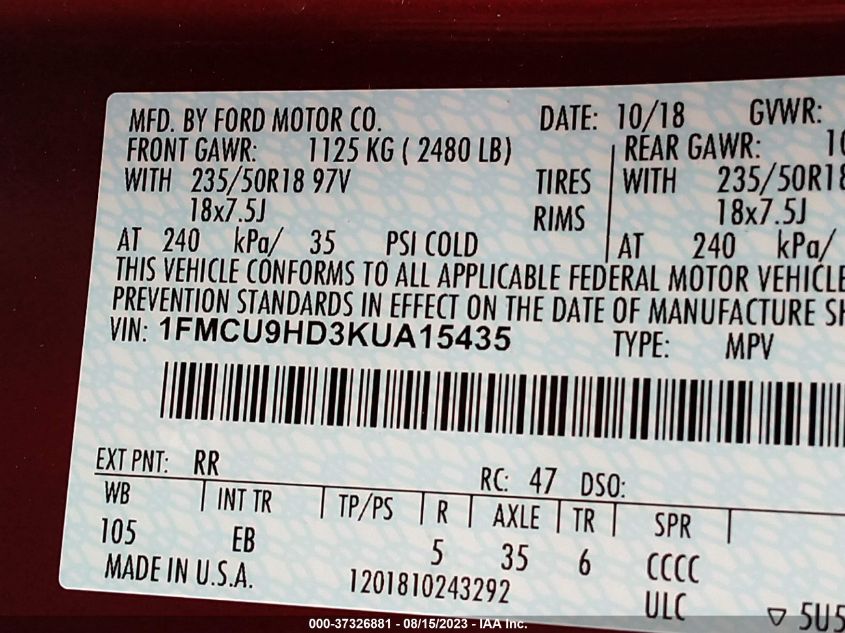 MFD. BY FORD MOTOR CO. DATE: 10/18 GVWR:
FRONT GAWR: 1125 KG ( 2480 LB) REAR GAWR:
WITH 235/50R18 97V TIRES WITH 235/50R18
18x7.5J RIMS 18x7.5J
AT 240 kPa/ 35 PSI COLD AT 240 kPa/
THIS VEHICLE CONFORMS TO ALL APPLICABLE FEDERAL MOTOR VEHICLE
PREVENTION STANDARDS IN EFFECT ON THE DATE OF MANUFACTURE SH
VIN: 1FMCU9HD3KUA15435 TYPE: MPV
EXT PNT: RR RC: 47 DSO:
WB INT TR TP/PS R AXLE TR SPR
105 EB 5 35 6 CCCC
MADE IN U.S.A. 1201810243292 ULC ▽ 5U5
000-37326881 - 08/15/2023 - IAA Inc.